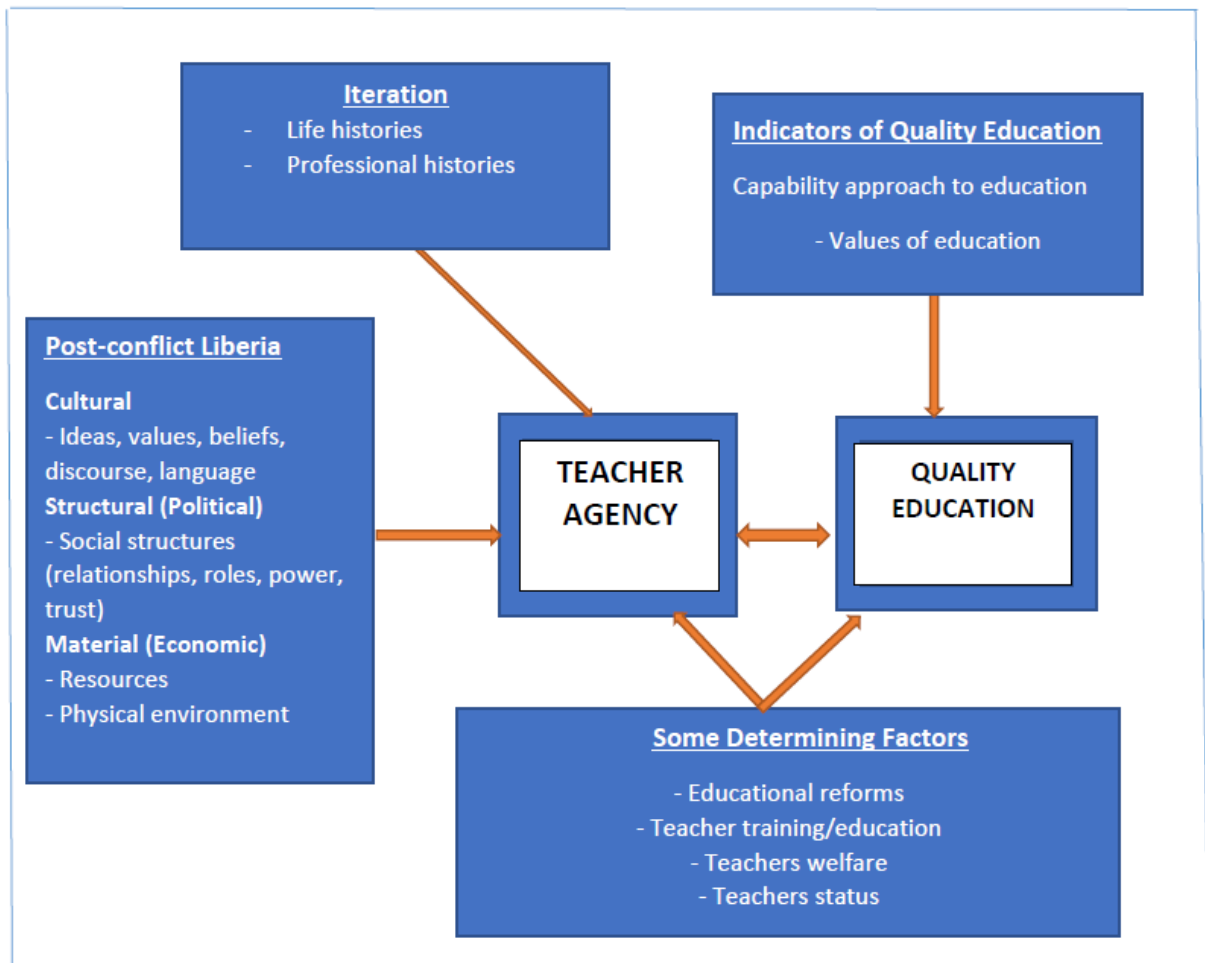 Iteration
- Life histories
- Professional histories
Indicators of Quality Education
Capability approach to education
- Values of education
Post-conflict Liberia
Cultural
- Ideas, values, beliefs,
discourse, language
Structural (Political)
- Social structures
(relationships, roles, power,
trust)
Material (Economic)
- Resources
- Physical environment
TEACHER
AGENCY
QUALITY
EDUCATION
Some Determining Factors
- Educational reforms
- Teacher training/education
- Teachers welfare
- Teachers status